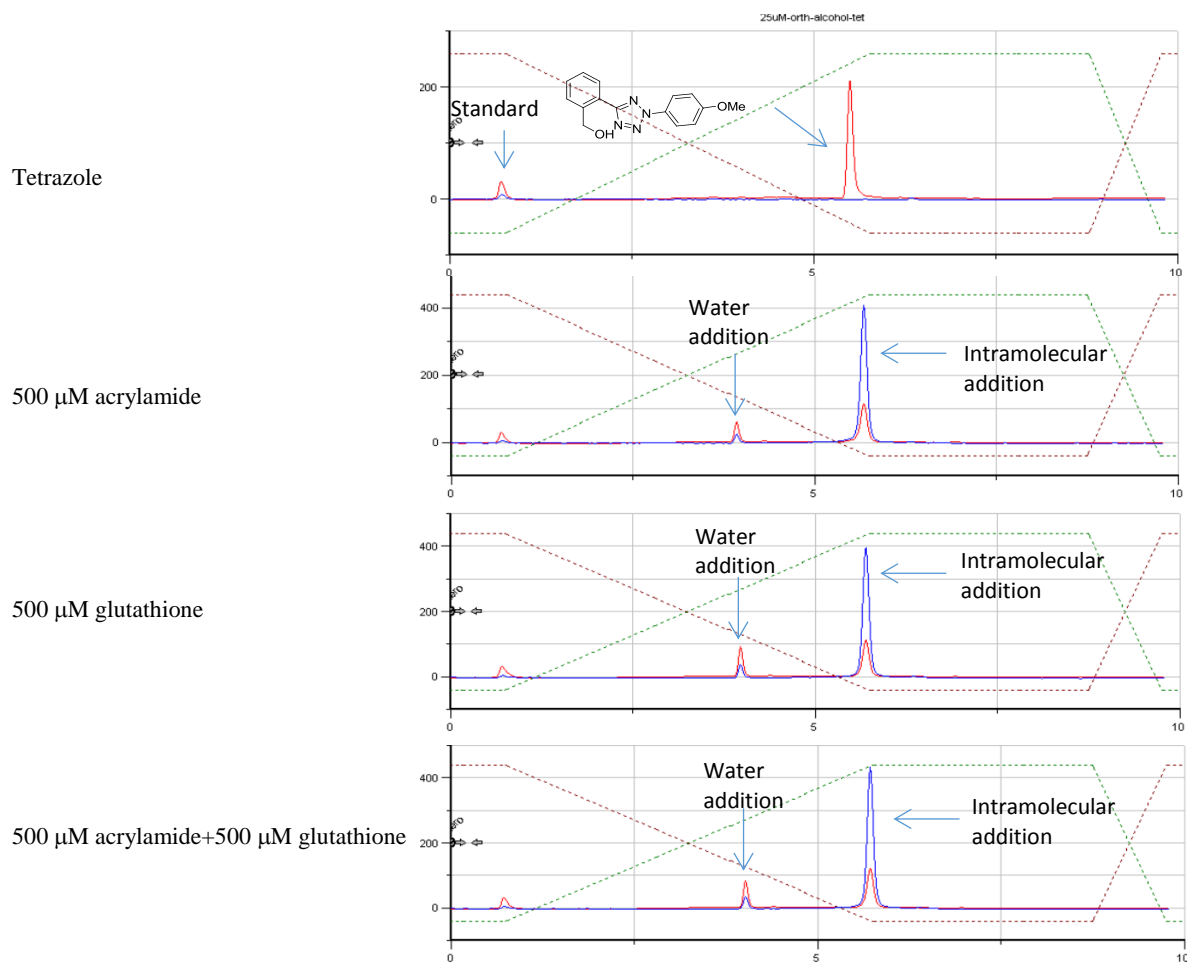 25uM-orth-alcohol-tet
Tetrazole
Standard
OH
N
N
N
N
OMe
200
0
0
5
10
500 μM acrylamide
Water
addition
Intramolecular
addition
400
200
0
0
5
10
500 μM glutathione
Water
addition
Intramolecular
addition
400
200
0
0
5
10
500 μM acrylamide+500 μM glutathione
Water
addition
Intramolecular
addition
400
200
0
0
5
10